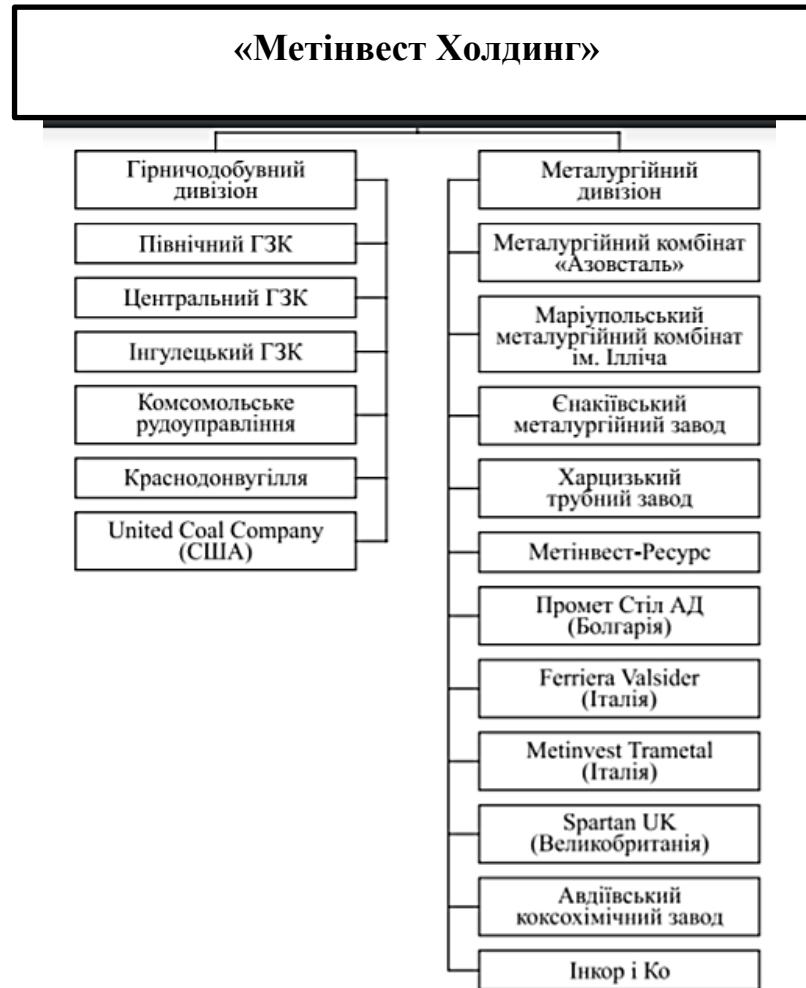 «Метінвест Холдинг»
Гірничодобувний
дивізіон
Північний ГЗК
Центральний ГЗК
Інгулецький ГЗК
Комсомольське
рудоуправління
Краснодонвугілля
United Coal Company
(США)
Металургійний
дивізіон
Металургійний комбінат
«Азовсталь»
Маріупольський
металургійний комбінат
ім. Ілліча
Єнакіївський
металургійний завод
Харцизький
трубний завод
Метінвест-Ресурс
Промет Стіл АД
(Болгарія)
Ferriera Valsider
(Італія)
Metinvest Trametal
(Італія)
Spartan UK
(Великобританія)
Авдіївський
коксохімічний завод
Інкор і Ко